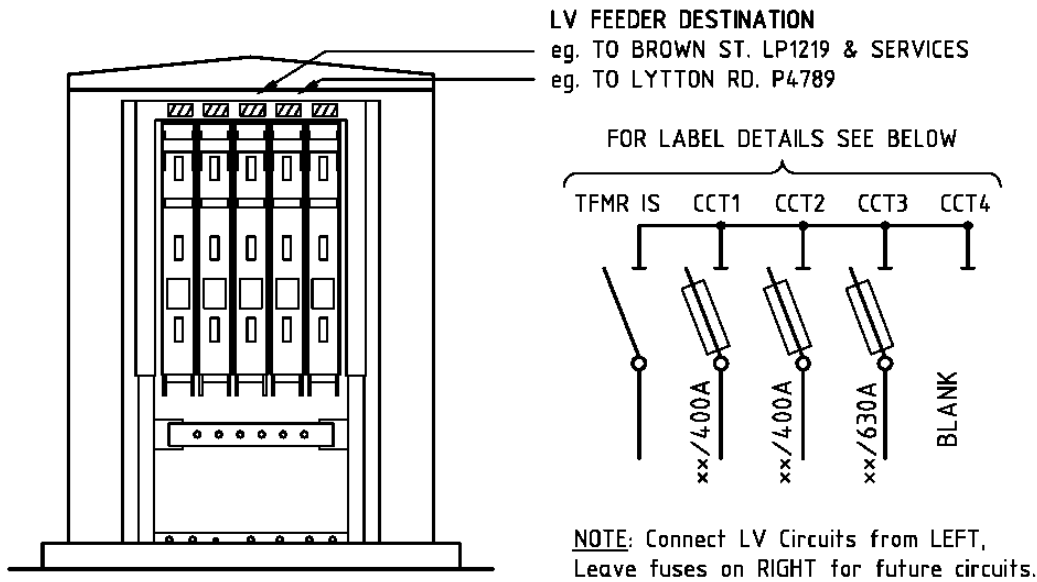 LV FEEDER DESTINATION
eg. TO BROWN ST. LP1219 & SERVICES
eg. TO LYTTON RD. P4789
FOR LABEL DETAILS SEE BELOW
TFMR IS CCT1 CCT2 CCT3 CCT4
xx/400A
xx/400A
xx/630A
BLANK
NOTE: Connect LV Circuits from LEFT,
Leave fuses on RIGHT for future circuits.